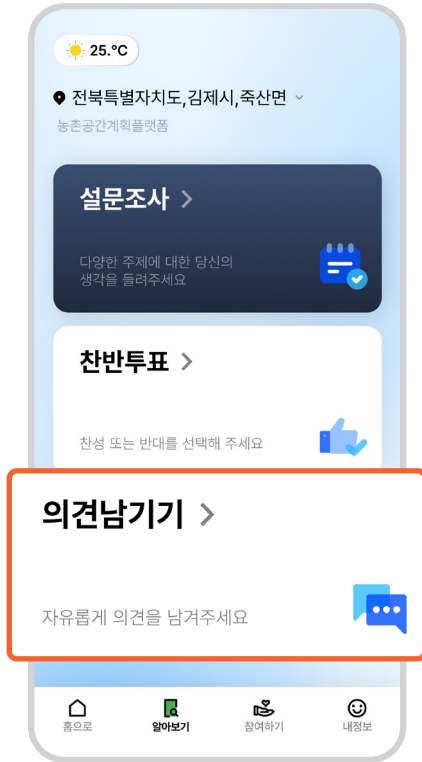 25.°C
전북특별자치도,김제시,죽산면
농촌공간계획플랫폼
설문조사
다양한 주제에 대한 당신의
생각을 들려주세요
찬반투표
찬성 또는 반대를 선택해 주세요
의견남기기
자유롭게 의견을 남겨주세요
홈으로 알아보기 참여하기 내정보